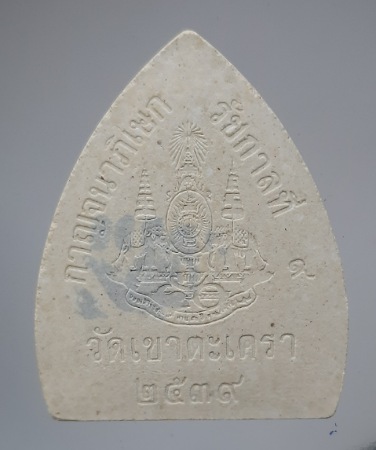 กาญจนาภิเษก รัชกาลที่ ๙
วัดเขาตะเครา
๒๕๓๙